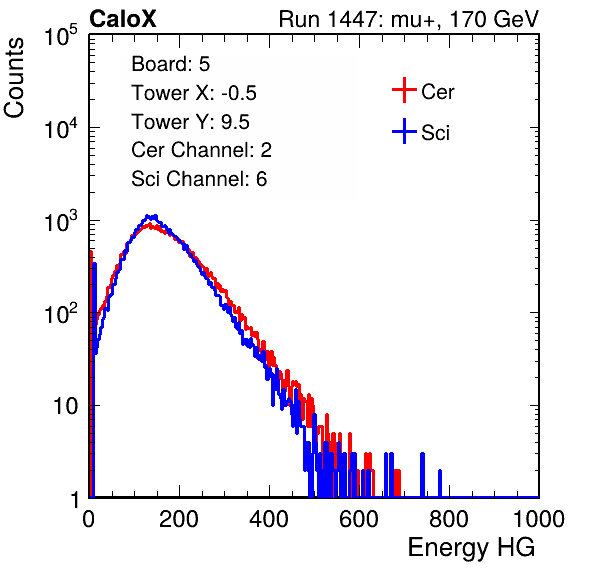 CaloX Run 1447: mu+, 170 GeV
Counts
Board: 5
Tower X: -0.5
Tower Y: 9.5
Cer Channel: 2
Sci Channel: 6
Cer
Sci
10^5
10^4
10^3
10^2
10
1
0 200 400 600 800 1000
Energy HG